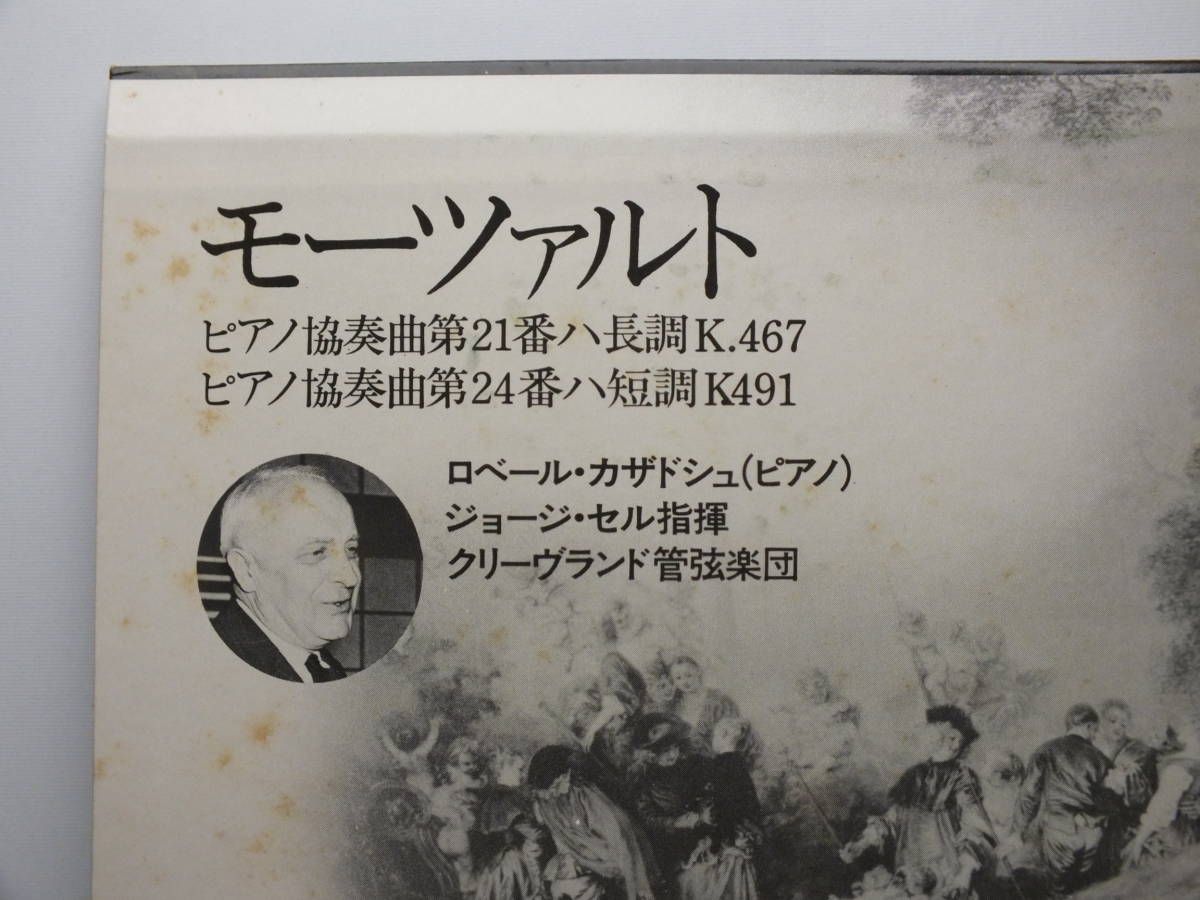 モーツァルト
ピアノ協奏曲第21番ハ長調K.467
ピアノ協奏曲第24番ハ短調K491
ロベール・カザドシュ(ピアノ)
ジョージ・セル指揮
クリーヴランド管弦楽団